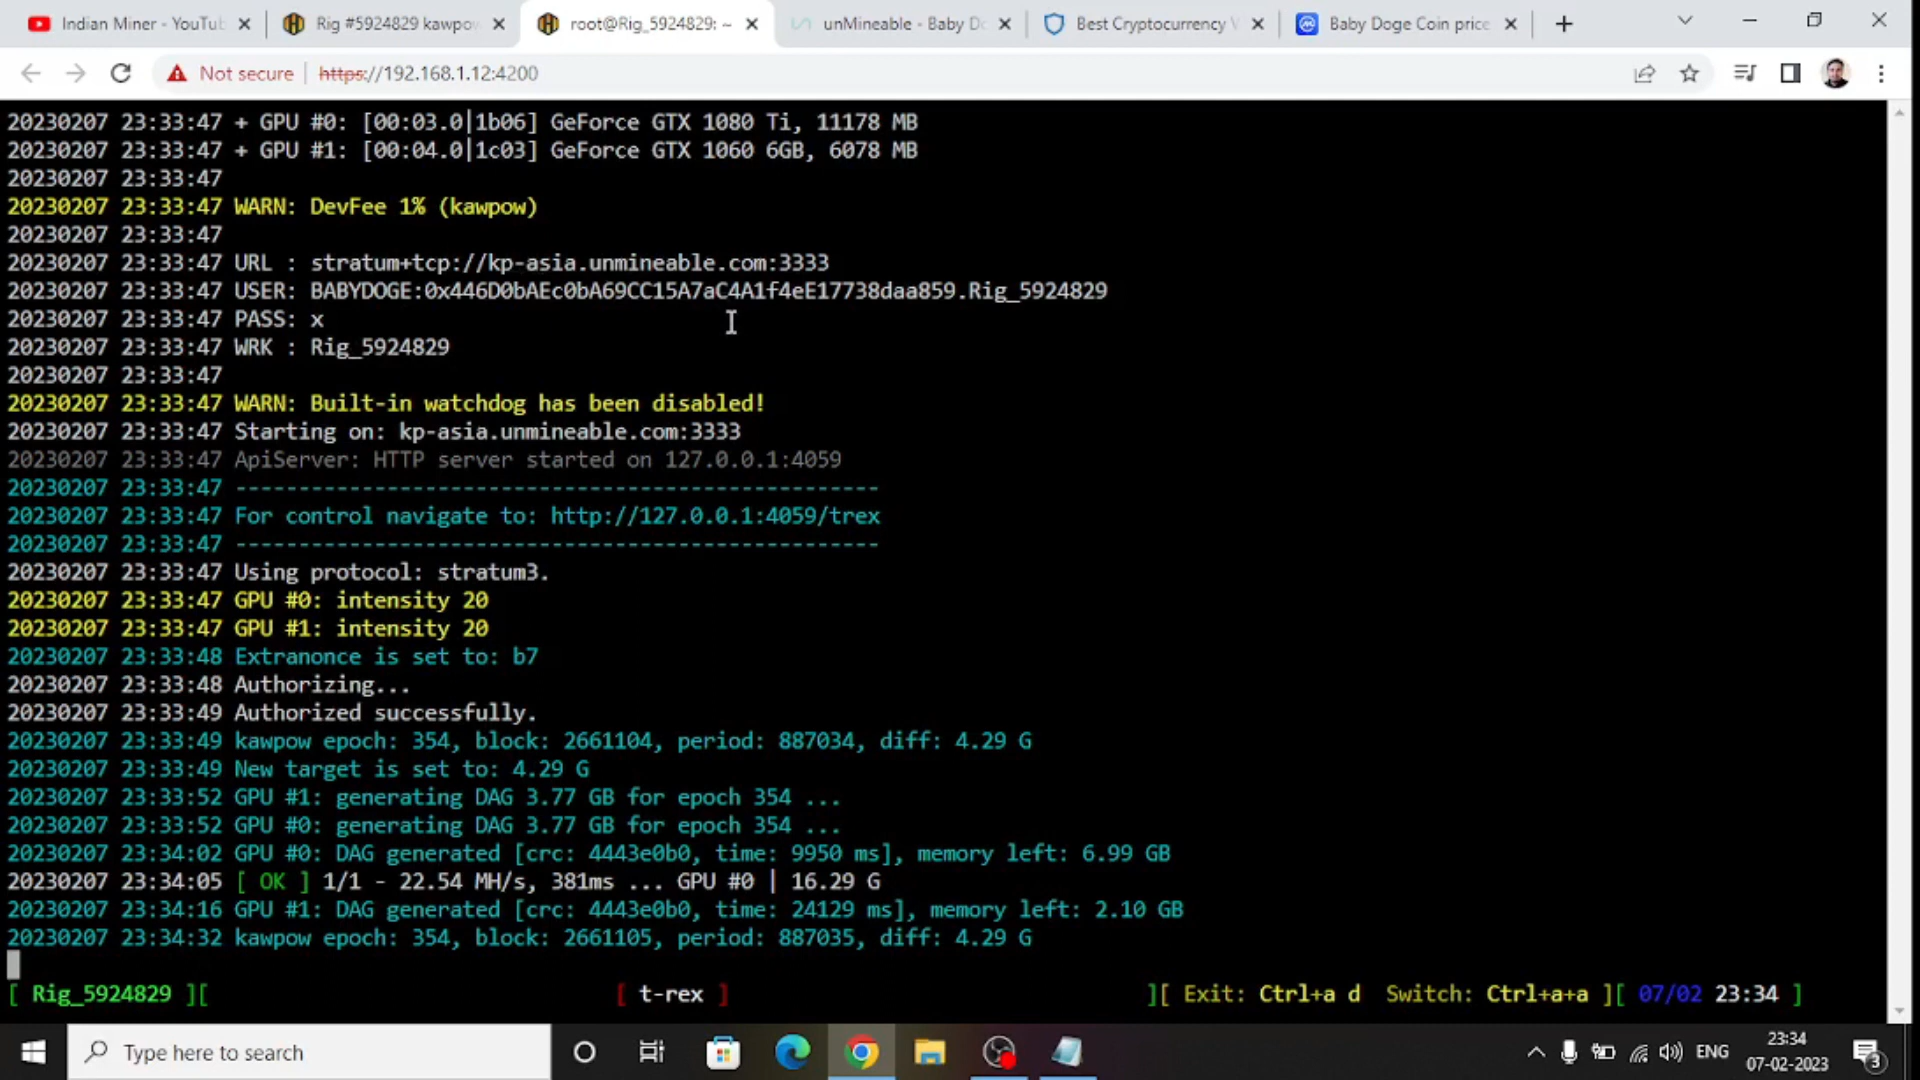 Indian Miner - YouTub
Rig #5924829 kawpow
root@Rig_5924829: ~
unMineable - Baby Do
Best Cryptocurrency
Baby Doge Coin price
Not secure
https://192.168.1.12:4200
20230207 23:33:47 + GPU #0: [00:03.0|1b06] GeForce GTX 1080 Ti, 11178 MB
20230207 23:33:47 + GPU #1: [00:04.0|1c03] GeForce GTX 1060 6GB, 6078 MB
20230207 23:33:47
20230207 23:33:47 WARN: DevFee 1% (kawpow)
20230207 23:33:47
20230207 23:33:47 URL : stratum+tcp://kp-asia.unmineable.com:3333
20230207 23:33:47 USER: BABYDOGE:0x446D0bAEc0bA69CC15A7aC4A1f4eE17738daa859.Rig_5924829
20230207 23:33:47 PASS: x
20230207 23:33:47 WRK : Rig_5924829
20230207 23:33:47
20230207 23:33:47 WARN: Built-in watchdog has been disabled!
20230207 23:33:47 Starting on: kp-asia.unmineable.com:3333
20230207 23:33:47 ApiServer: HTTP server started on 127.0.0.1:4059
20230207 23:33:47 ---------------------------------------------------
20230207 23:33:47 For control navigate to: http://127.0.0.1:4059/trex
20230207 23:33:47 ---------------------------------------------------
20230207 23:33:47 Using protocol: stratum3.
20230207 23:33:47 GPU #0: intensity 20
20230207 23:33:47 GPU #1: intensity 20
20230207 23:33:48 Extranonce is set to: b7
20230207 23:33:48 Authorizing...
20230207 23:33:49 Authorized successfully.
20230207 23:33:49 kawpow epoch: 354, block: 2661104, period: 887034, diff: 4.29 G
20230207 23:33:49 New target is set to: 4.29 G
20230207 23:33:52 GPU #1: generating DAG 3.77 GB for epoch 354 ...
20230207 23:33:52 GPU #0: generating DAG 3.77 GB for epoch 354 ...
20230207 23:34:02 GPU #0: DAG generated [crc: 4443e0b0, time: 9950 ms], memory left: 6.99 GB
20230207 23:34:05 [ OK ] 1/1 - 22.54 MH/s, 381ms ... GPU #0 | 16.29 G
20230207 23:34:16 GPU #1: DAG generated [crc: 4443e0b0, time: 24129 ms], memory left: 2.10 GB
20230207 23:34:32 kawpow epoch: 354, block: 2661105, period: 887035, diff: 4.29 G
[ Rig_5924829 ][ [ t-rex ] ][ Exit: Ctrl+a d Switch: Ctrl+a+a ][ 07/02 23:34 ]
Type here to search
ENG
23:34
07-02-2023
3